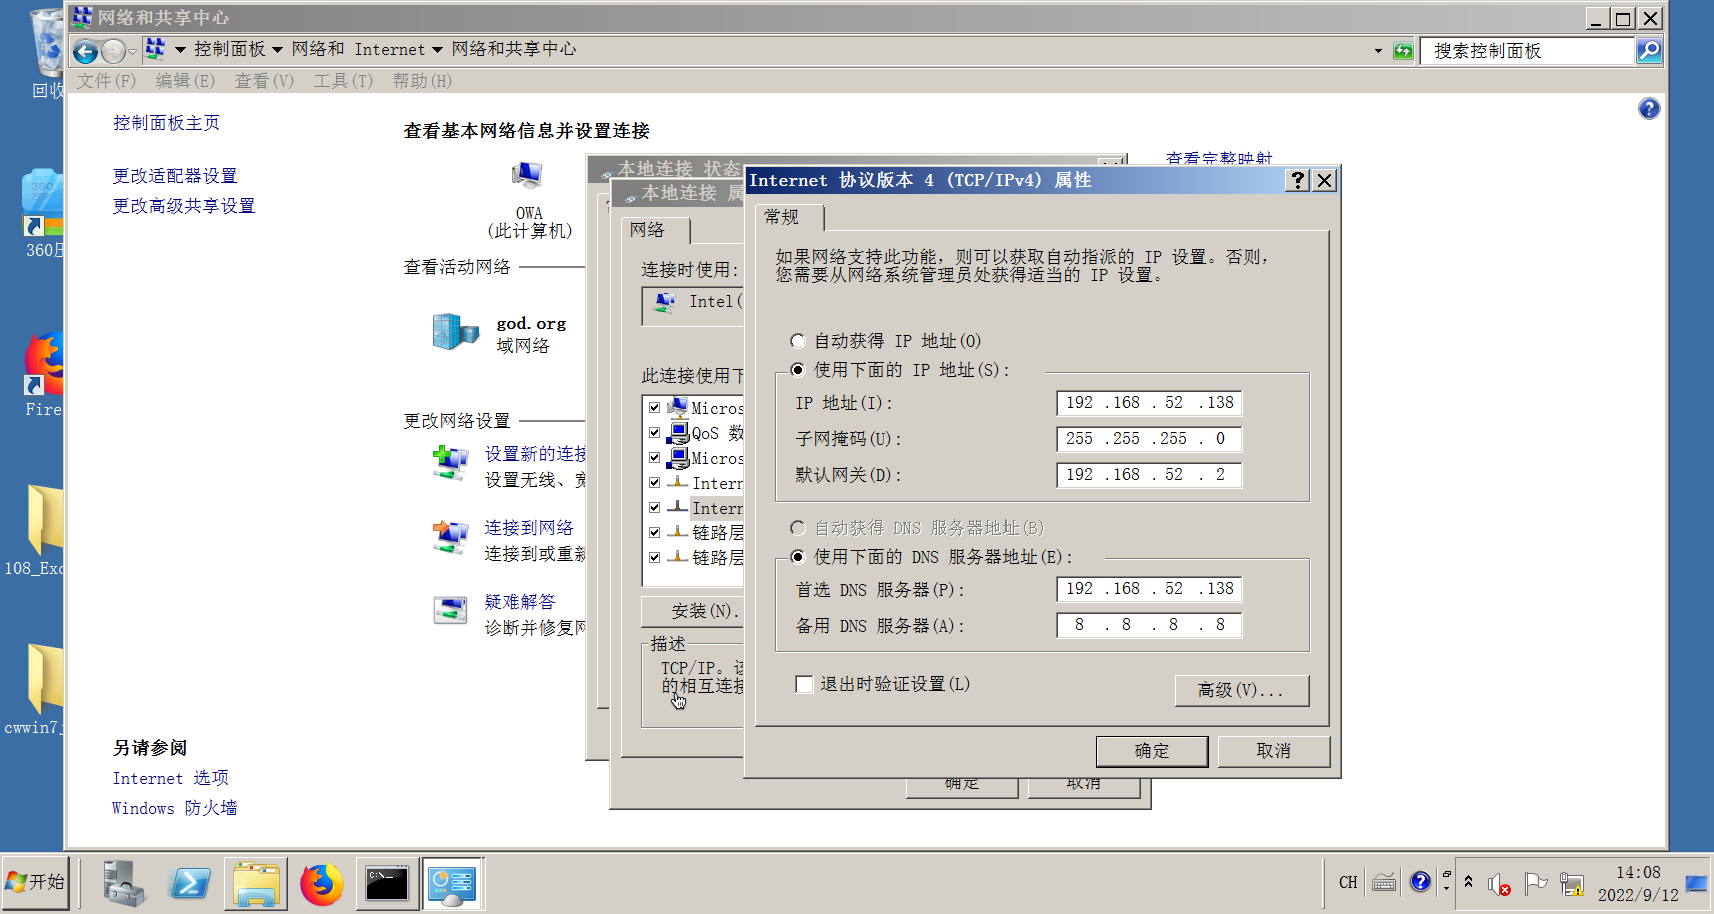 网络和共享中心
控制面板 网络和 Internet 网络和共享中心
搜索控制面板
文件(F) 编辑(E) 查看(V) 工具(T) 帮助(H)
回收
控制面板主页
更改适配器设置
更改高级共享设置
360
360压
Fire
108_Exc
cwwin7j
查看基本网络信息并设置连接
查看完整映射
OWA
(此计算机)
查看活动网络
god.org
域网络
更改网络设置
设置新的连接
设置无线、宽
连接到网络
连接到或重新
疑难解答
诊断并修复网
另请参阅
Internet 选项
Windows 防火墙
本地连接 状态
本地连接 属
网络
连接时使用:
Intel(
此连接使用下
Micros
QoS 数
Micros
Intern
Intern
链路层
链路层
安装(N).
描述
TCP/IP。该
的相互连接
确定
取消
Internet 协议版本 4 (TCP/IPv4) 属性
常规
如果网络支持此功能，则可以获取自动指派的 IP 设置。否则，
您需要从网络系统管理员处获得适当的 IP 设置。
自动获得 IP 地址(O)
使用下面的 IP 地址(S):
IP 地址(I): 192 .168 . 52 .138
子网掩码(U): 255 .255 .255 . 0
默认网关(D): 192 .168 . 52 . 2
自动获得 DNS 服务器地址(B)
使用下面的 DNS 服务器地址(E):
首选 DNS 服务器(P): 192 .168 . 52 .138
备用 DNS 服务器(A): 8 . 8 . 8 . 8
退出时验证设置(L)
高级(V)...
确定
取消
开始
C:\_
CH
14:08
2022/9/12